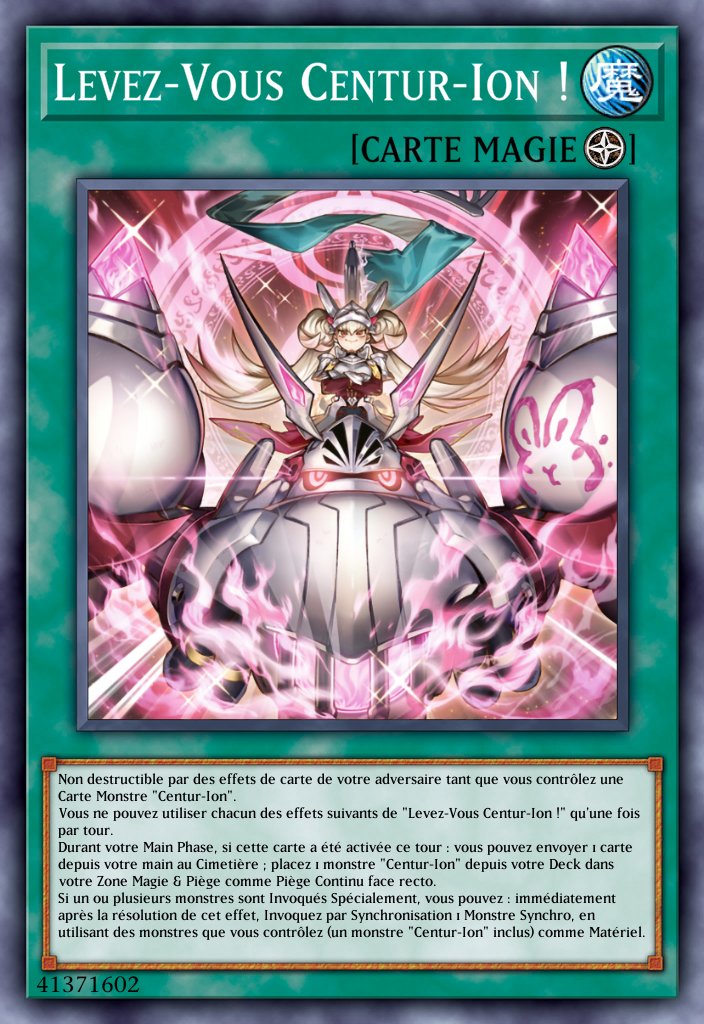 Levez-Vous Centur-Ion !
魔
[CARTE MAGIE]
Non destructible par des effets de carte de votre adversaire tant que vous contrôlez une
Carte Monstre "Centur-Ion".
Vous ne pouvez utiliser chacun des effets suivants de "Levez-Vous Centur-Ion !" qu'une fois
par tour.
Durant votre Main Phase, si cette carte a été activée ce tour : vous pouvez envoyer 1 carte
depuis votre main au Cimetière ; placez 1 monstre "Centur-Ion" depuis votre Deck dans
votre Zone Magie & Piège comme Piège Continu face recto.
Si un ou plusieurs monstres sont Invoqués Spécialement, vous pouvez : immédiatement
après la résolution de cet effet, Invoquez par Synchronisation 1 Monstre Synchro, en
utilisant des monstres que vous contrôlez (un monstre "Centur-Ion" inclus) comme Matériel.
41371602